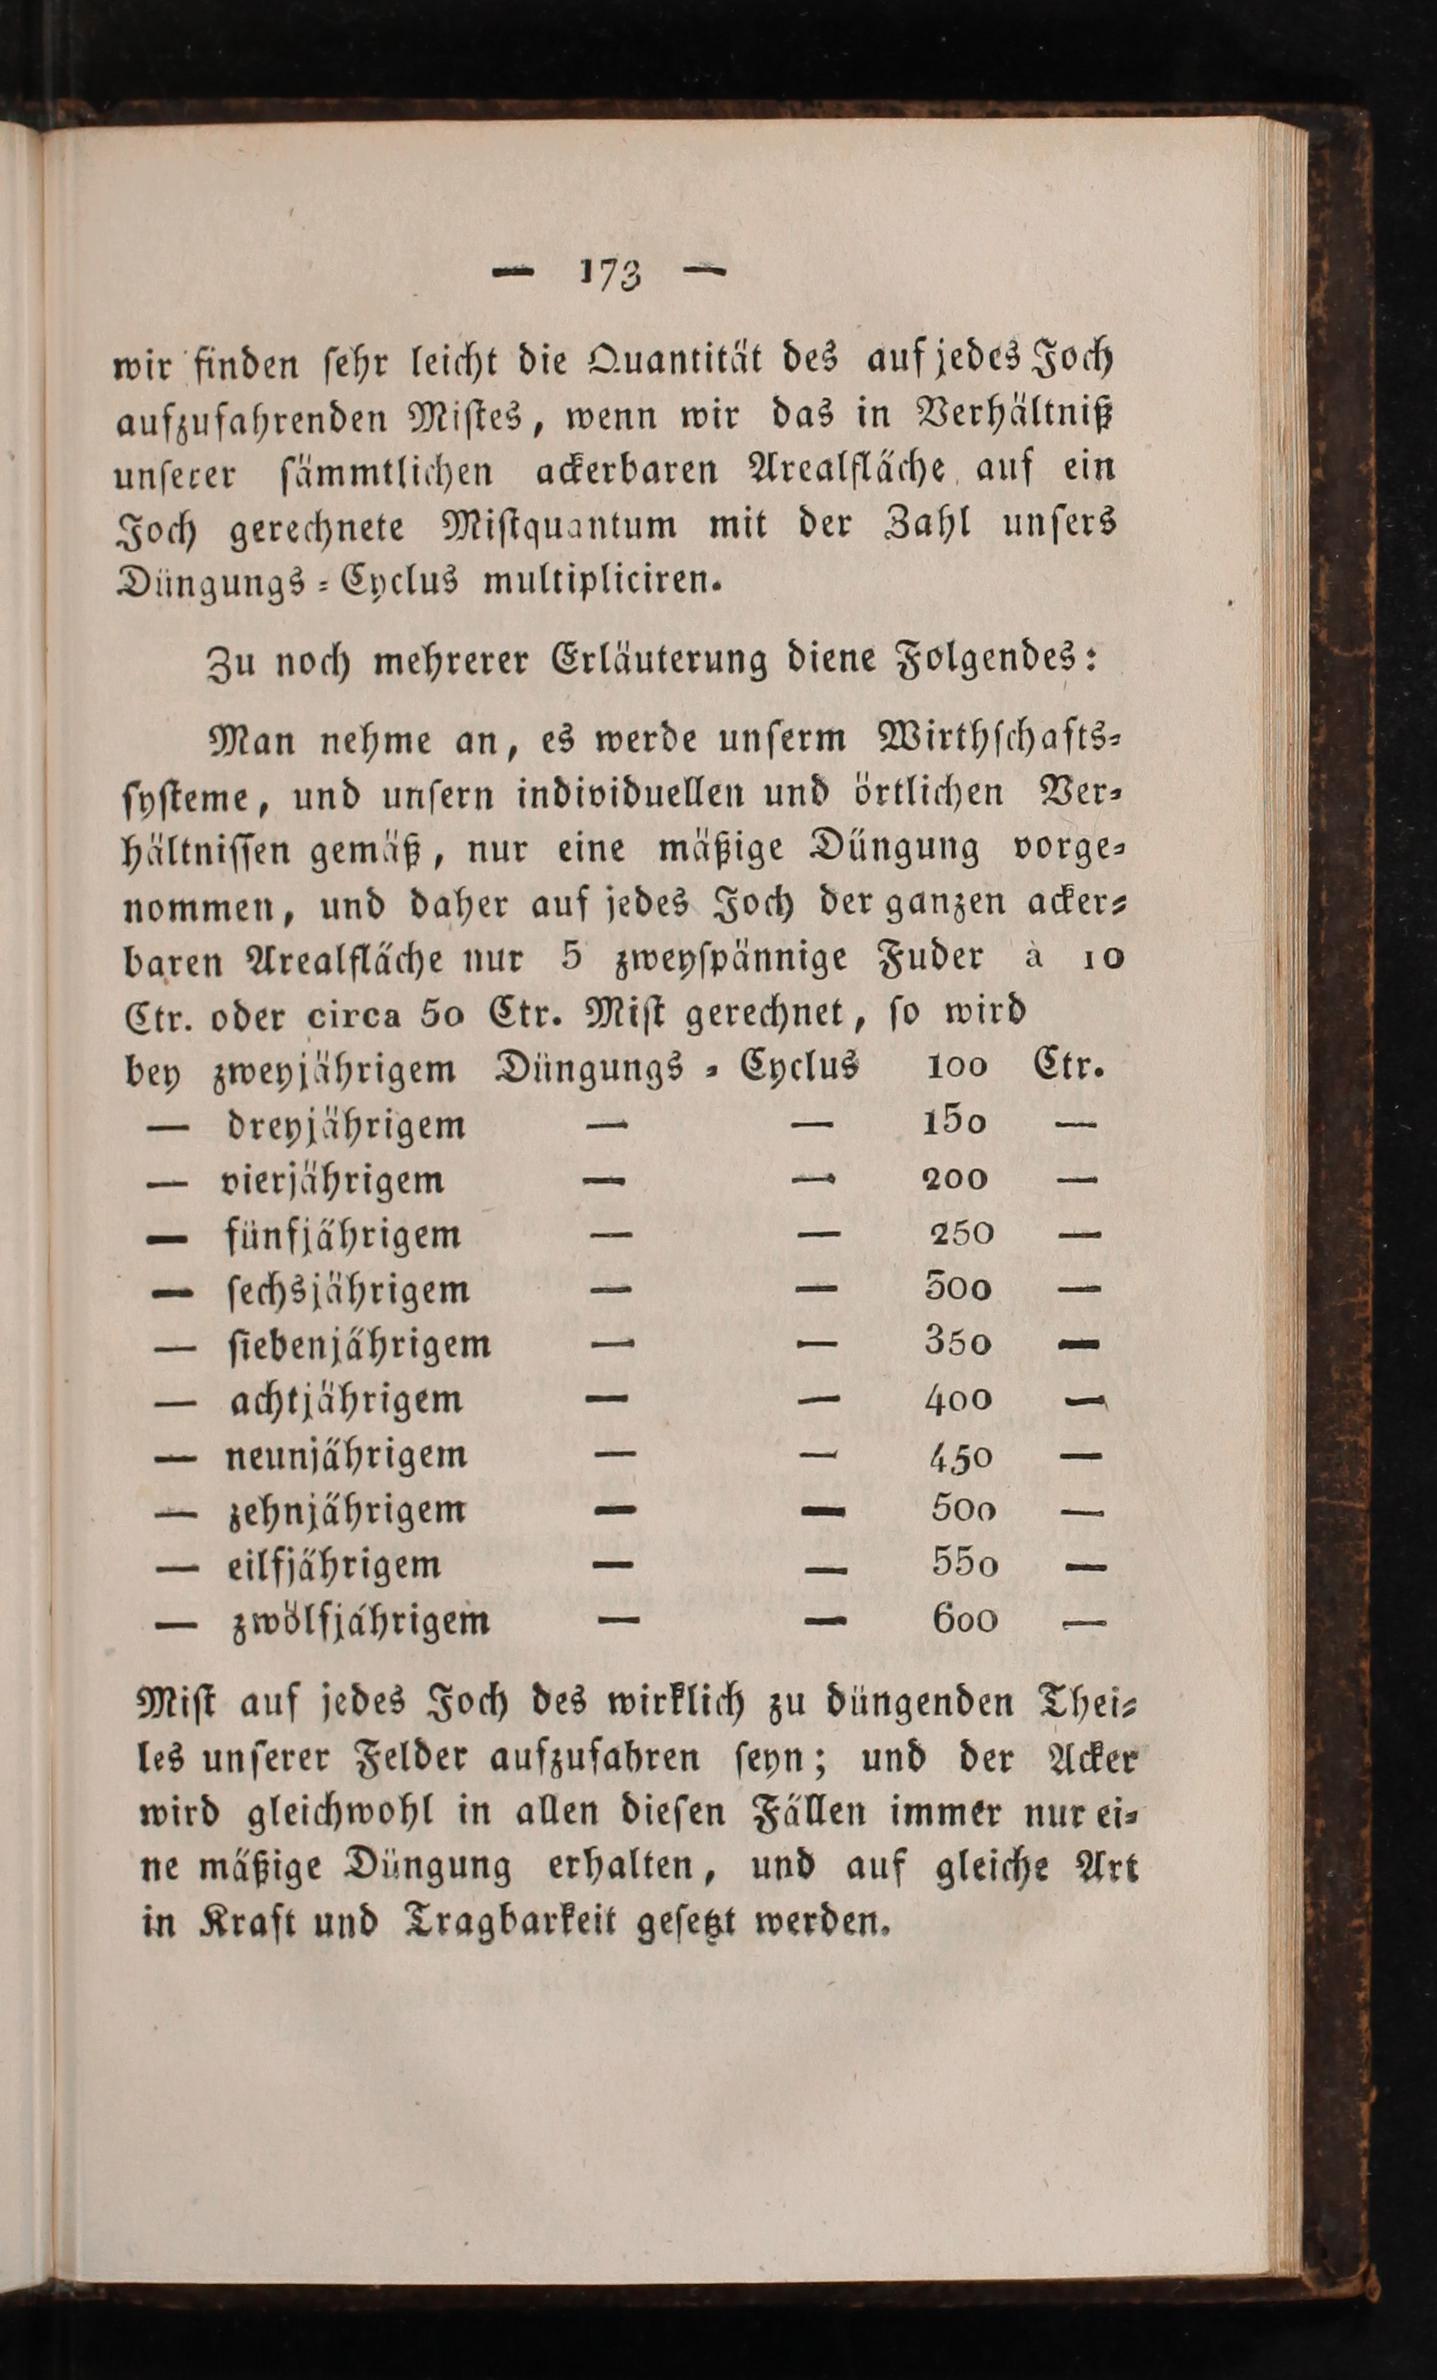 — 173 —
wir finden ſehr leicht die Quantität des auf jedes Joch
aufzufahrenden Miſtes, wenn wir das in Verhältniß
unſerer ſämmtlichen ackerbaren Arealfläche auf ein
Joch gerechnete Miſtquantum mit der Zahl unſers
Düngungs⸗Cyclus multipliciren.
Zu noch mehrerer Erläuterung diene Folgendes:
Man nehme an, es werde unſerm Wirthſchafts⸗
ſyſteme, und unſern individuellen und örtlichen Ver⸗
hältniſſen gemäß, nur eine mäßige Düngung vorge⸗
nommen, und daher auf jedes Joch der ganzen acker⸗
baren Arealfläche nur 5 zweyſpännige Fuder à 10
Ctr. oder circa 50 Ctr. Miſt gerechnet, ſo wird
bey zweyjährigem Düngungs⸗Cyclus 100 Ctr.
— dreyjährigem — — 150 —
— vierjährigem — — 200 —
— fünfjährigem — — 250 —
— ſechsjährigem — — 300 —
— ſiebenjährigem — — 350 —
— achtjährigem — — 400 —
— neunjährigem — — 450 —
— zehnjährigem — — 500 —
— eilfjährigem — — 550 —
— zwölfjährigem — — 600 —
Miſt auf jedes Joch des wirklich zu düngenden Thei⸗
les unſerer Felder aufzufahren ſeyn; und der Acker
wird gleichwohl in allen dieſen Fällen immer nur ei⸗
ne mäßige Düngung erhalten, und auf gleiche Art
in Kraft und Tragbarkeit geſetzt werden.